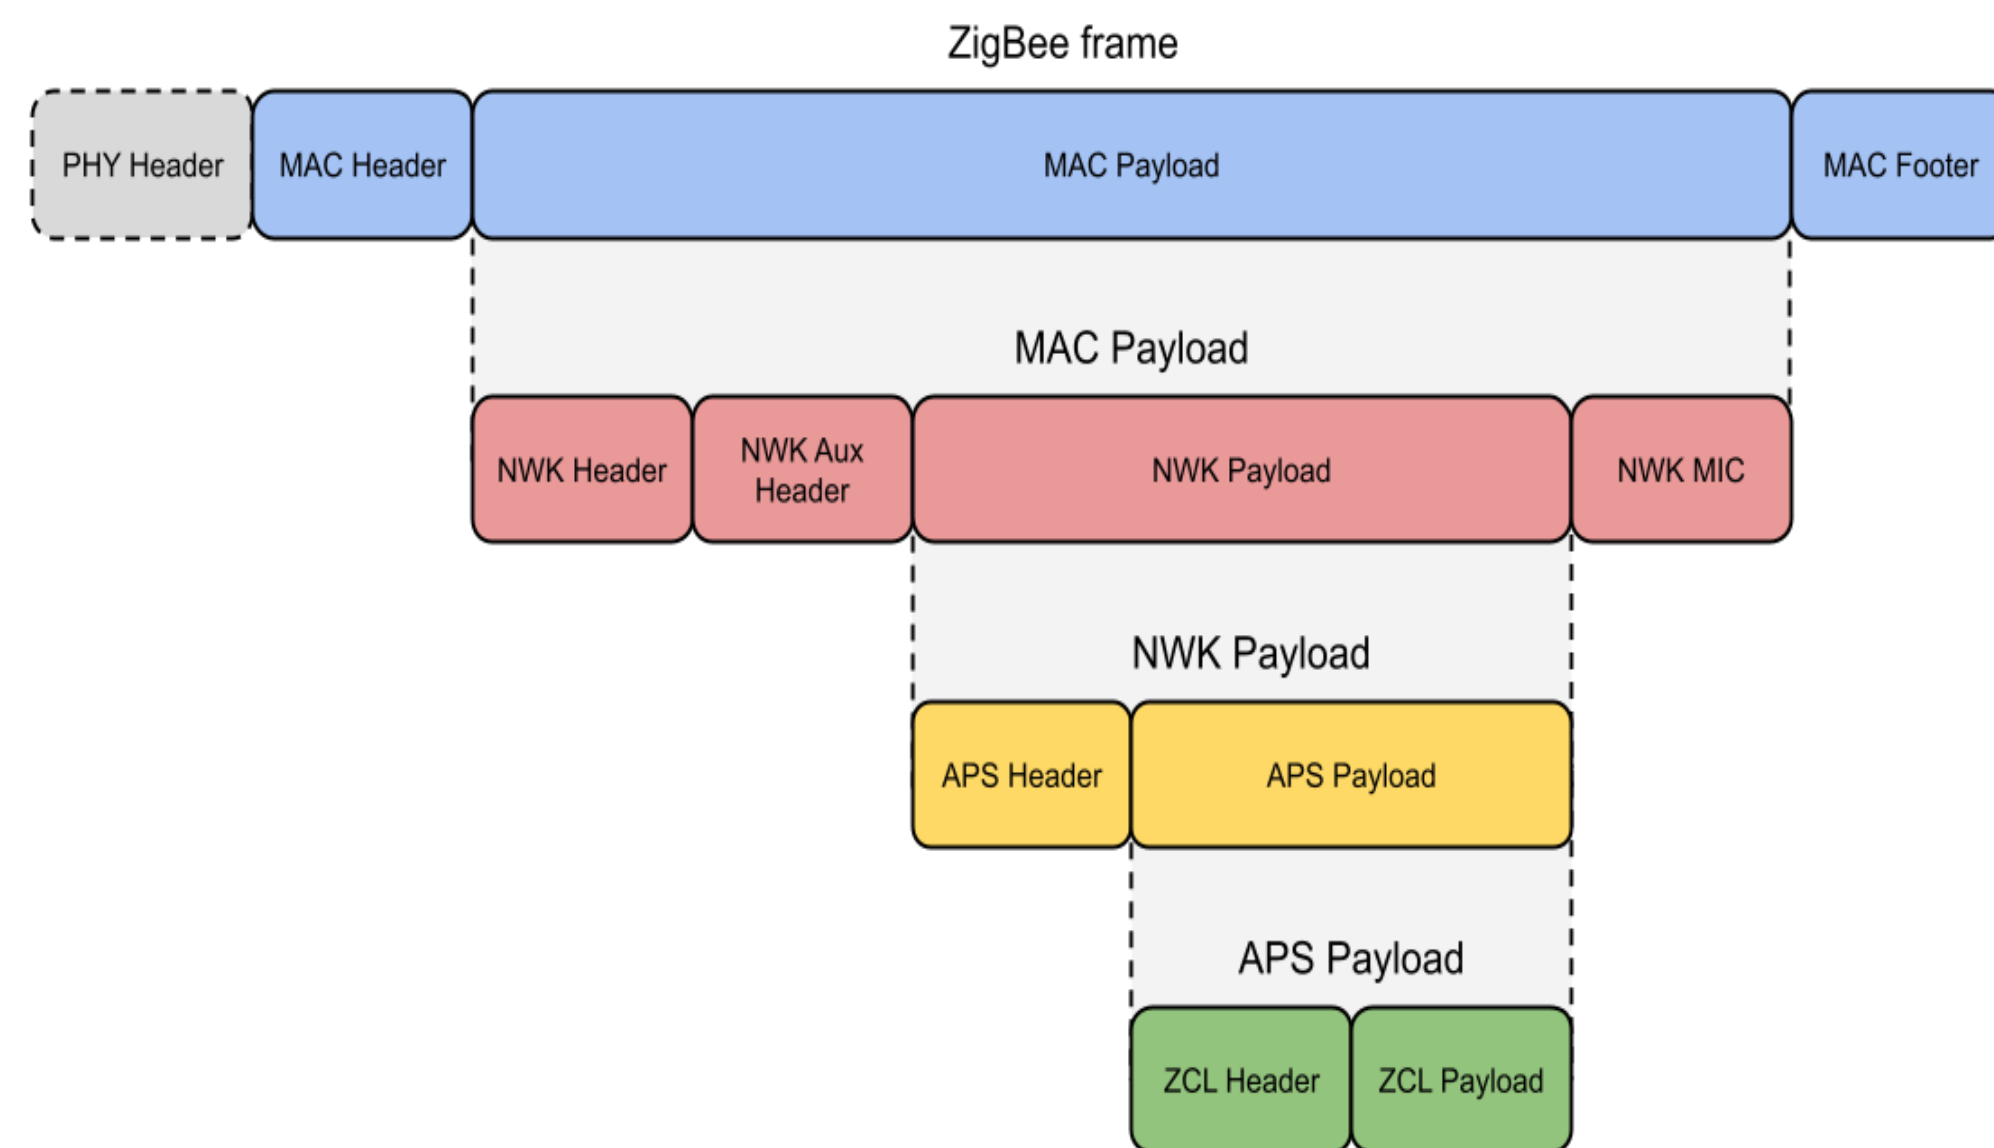 ZigBee frame
PHY Header
MAC Header
MAC Payload
MAC Footer
MAC Payload
NWK Header
NWK Aux
Header
NWK Payload
NWK MIC
NWK Payload
APS Header
APS Payload
APS Payload
ZCL Header
ZCL Payload